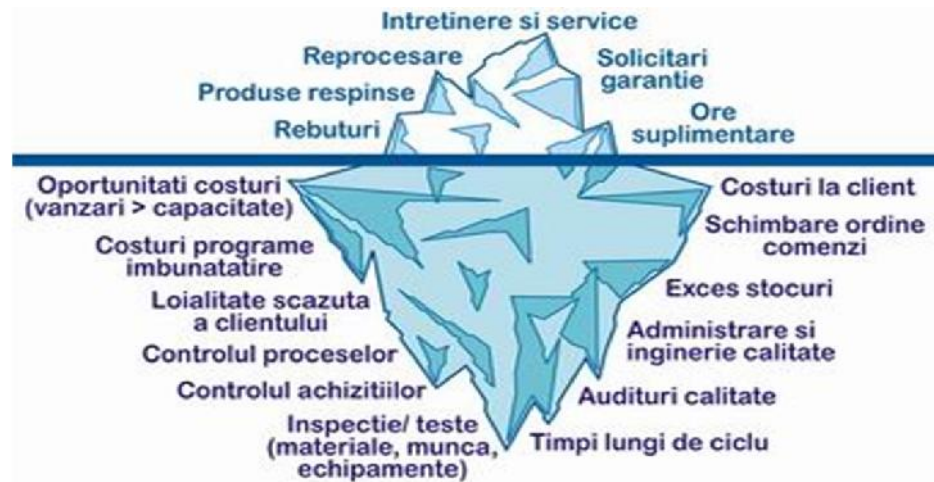 Intretinere si service
Reprocesare
Solicitari
garantie
Produse respinse
Ore
suplimentare
Rebuturi
Oportunitati costuri
(vanzari > capacitate)
Costuri la client
Schimbare ordine
comenzi
Costuri programe
imbunatatire
Exces stocuri
Loialitate scazuta
a clientului
Administrare si
inginerie calitate
Controlul proceselor
Controlul achizitiilor
Audituri calitate
Inspectie/ teste
(materiale, munca,
echipamente)
Timpi lungi de ciclu